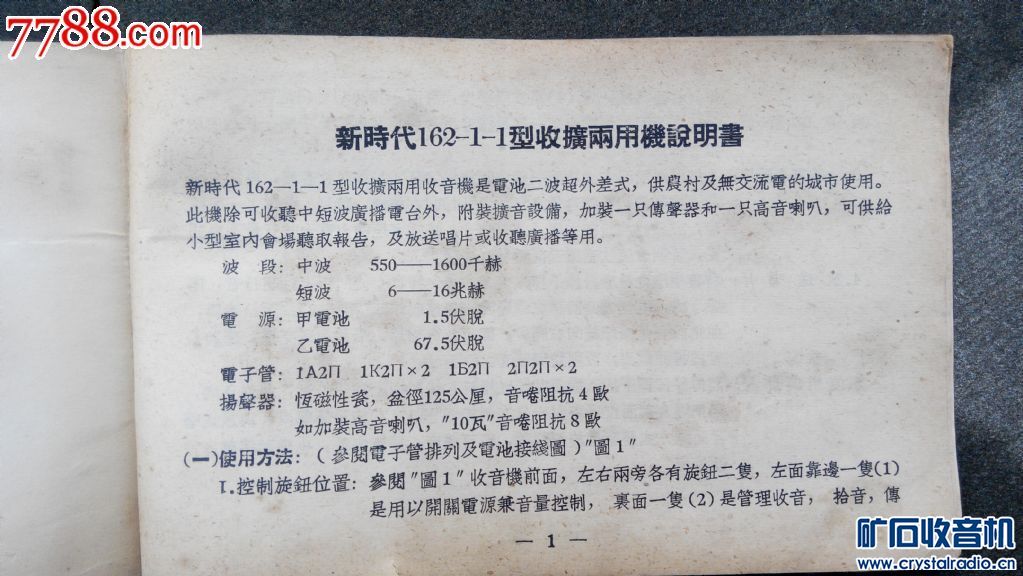 7788.com
新時代162-1-1型收擴兩用機說明書
新時代 162—1—1 型收擴兩用收音機是電池二波超外差式，供農村及無交流電的城市使用。
此機除可收聽中短波廣播電台外，附裝擴音設備，加裝一只傳聲器和一只高音喇叭，可供給
小型室內會場聽取報告，及放送唱片或收聽廣播等用。
波　段：中波　550——1600千赫
短波　6——16兆赫
電　源：甲電池　1.5伏脫
乙電池　67.5伏脫
電子管：1А2П　1К2П×2　1Б2П　2П2П×2
揚聲器：恆磁性瓷，盆徑125公厘，音啳阻抗 4 歐
如加裝高音喇叭，"10瓦"音啳阻抗 8 歐
(一)使用方法：( 參閱電子管排列及電池接綫圖 )"圖 1"
1.控制旋鈕位置：參閱"圖 1"收音機前面，左右兩旁各有旋鈕二隻，左面靠邊一隻(1)
是用以開關電源兼音量控制，裏面一隻 (2) 是管理收音，拾音，傳
— 1 —
矿石收音机
www.crystalradio.cn